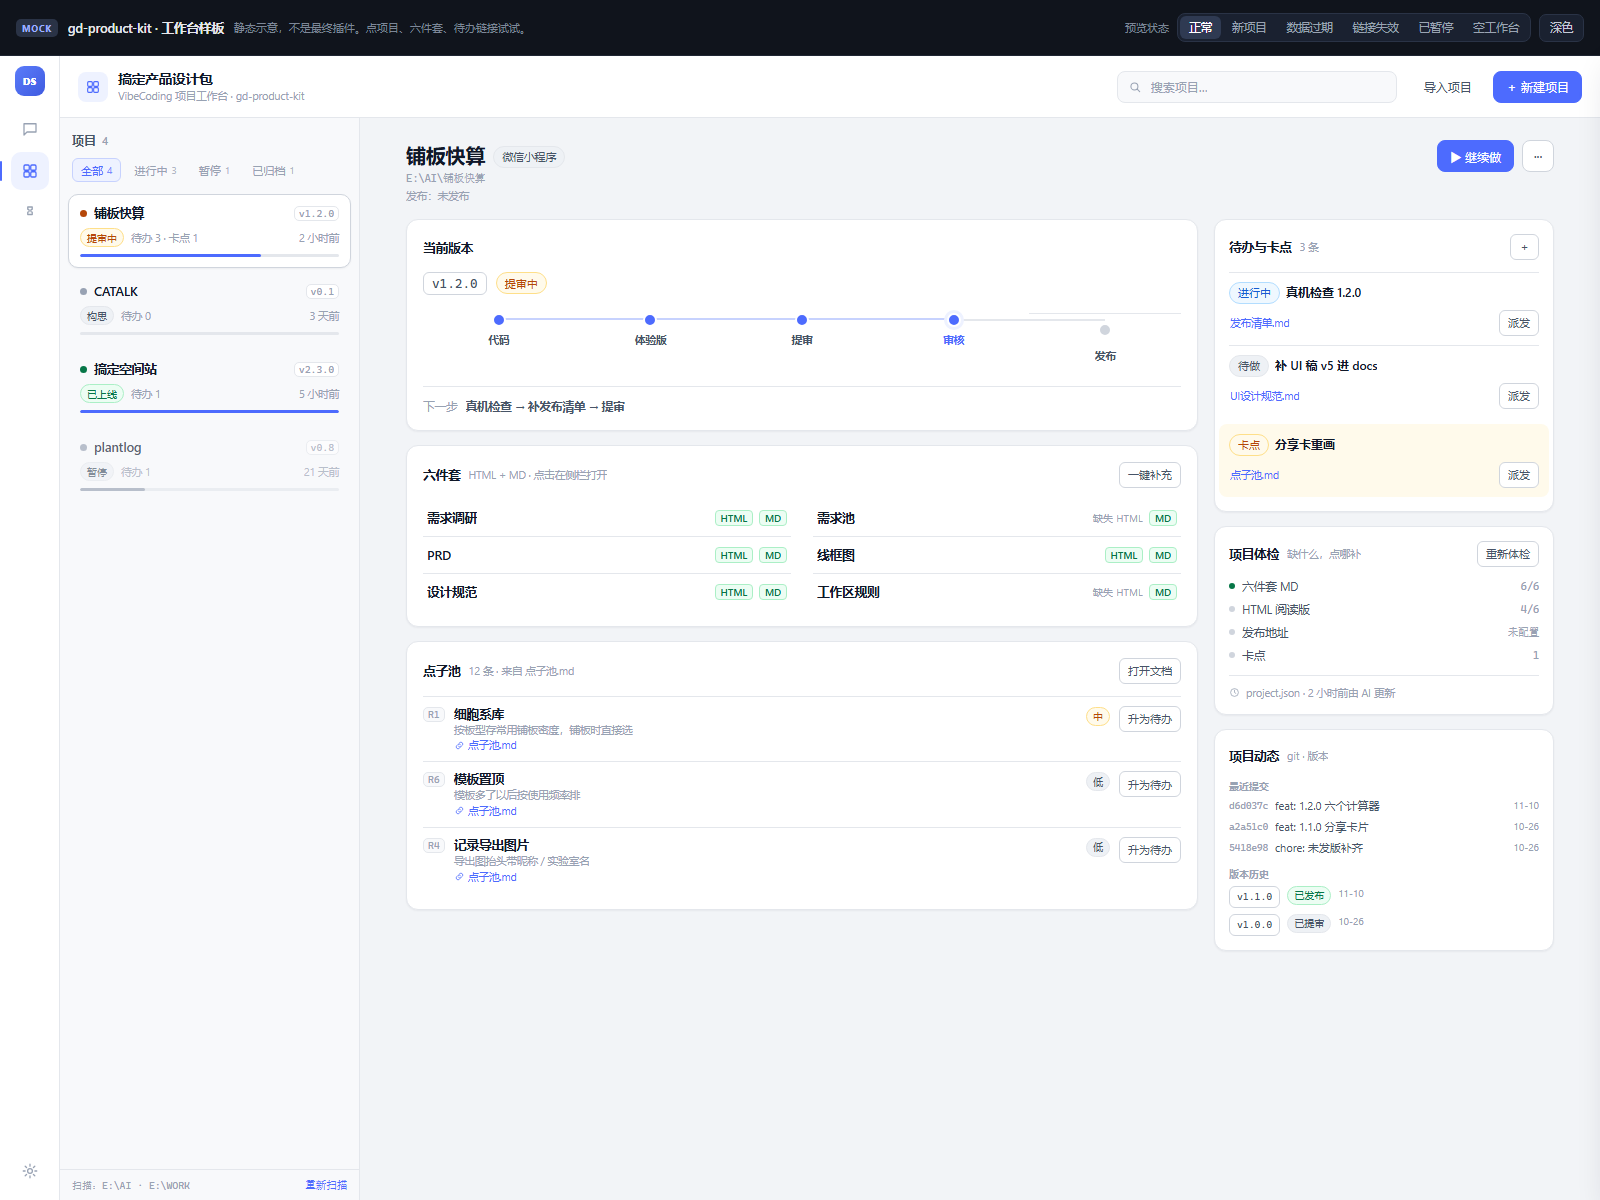 MOCK gd-product-kit · 工作台样板 静态示意，不是最终插件。点项目、六件套、待办链接试试。 预览状态 正常 新项目 数据过期 链接失效 已暂停 空工作台 深色
DS
搞定产品设计包
VibeCoding 项目工作台 · gd-product-kit
搜索项目...
导入项目
+ 新建项目
项目 4
全部 4 进行中 3 暂停 1 已归档 1
铺板快算 v1.2.0
提审中 待办 3 · 卡点 1 2 小时前
CATALK v0.1
构思 待办 0 3 天前
搞定空间站 v2.3.0
已上线 待办 1 5 小时前
plantlog v0.8
暂停 待办 1 21 天前
扫描: E:\AI · E:\WORK 重新扫描
铺板快算 微信小程序
E:\AI\铺板快算
发布：未发布
▶ 继续做 ...
当前版本
v1.2.0 提审中
代码 体验版 提审 审核 发布
下一步 真机检查 → 补发布清单 → 提审
六件套 HTML + MD · 点击在侧栏打开 一键补充
需求调研 HTML MD
需求池 缺失 HTML MD
PRD HTML MD
线框图 HTML MD
设计规范 HTML MD
工作区规则 缺失 HTML MD
点子池 12 条 · 来自 点子池.md 打开文档
R1 细胞系库 中 升为待办
按板型存常用铺板密度，铺板时直接选
点子池.md
R6 模板置顶 低 升为待办
模板多了以后按使用频率排
点子池.md
R4 记录导出图片 低 升为待办
导出图抬头带昵称 / 实验室名
点子池.md
待办与卡点 3 条 +
进行中 真机检查 1.2.0
发布清单.md 派发
待做 补 UI 稿 v5 进 docs
UI设计规范.md 派发
卡点 分享卡重画
点子池.md 派发
项目体检 缺什么，点哪补 重新体检
六件套 MD 6/6
HTML 阅读版 4/6
发布地址 未配置
卡点 1
project.json · 2 小时前由 AI 更新
项目动态 git · 版本
最近提交
d6d037c feat: 1.2.0 六个计算器 11-10
a2a51c0 feat: 1.1.0 分享卡片 10-26
5418e98 chore: 未发版补齐 10-26
版本历史
v1.1.0 已发布 11-10
v1.0.0 已提审 10-26